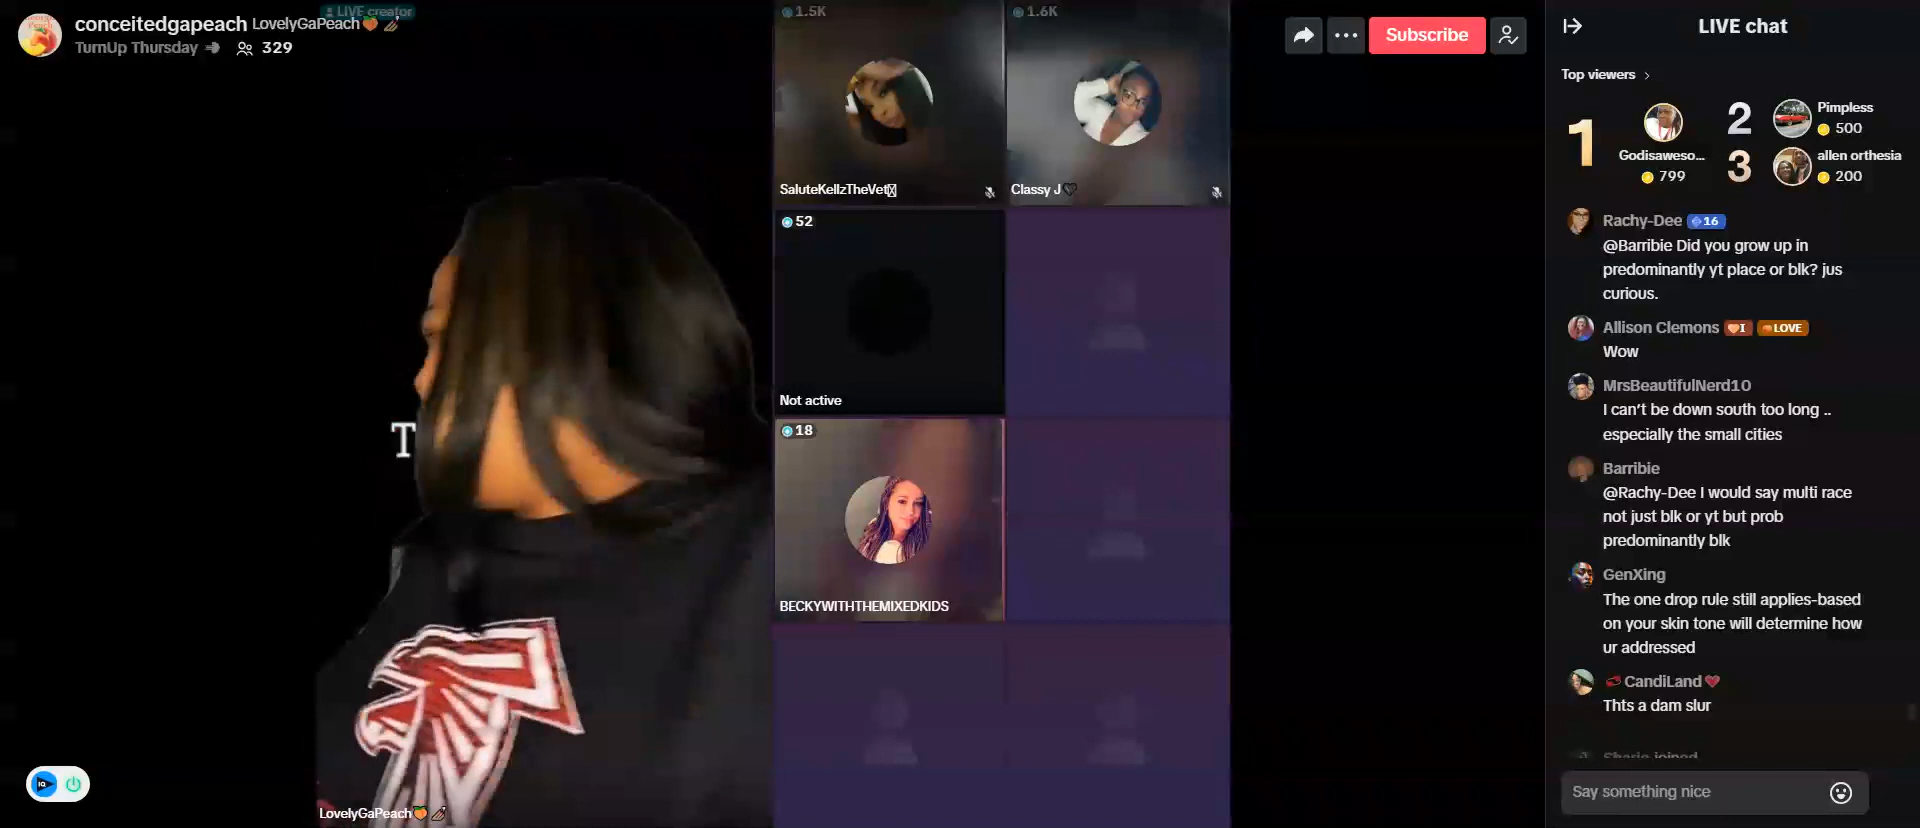 conceitedgapeach LovelyGaPeach
TurnUp Thursday
329
LIVE creator
1.5K
1.6K
Subscribe
SaluteKellzTheVet
Classy J
52
Not active
18
BECKYWITHTHEMIXEDKIDS
T
LovelyGaPeach
LIVE chat
Top viewers >
1
Godisaweso...
799
2
Pimpless
500
3
allen orthesia
200
Rachy-Dee 16
@Barribie Did you grow up in
predominantly yt place or blk? jus
curious.
Allison Clemons I LOVE
Wow
MrsBeautifulNerd10
I can't be down south too long ..
especially the small cities
Barribie
@Rachy-Dee I would say multi race
not just blk or yt but prob
predominantly blk
GenXing
The one drop rule still applies-based
on your skin tone will determine how
ur addressed
CandiLand
Thts a dam slur
Say something nice